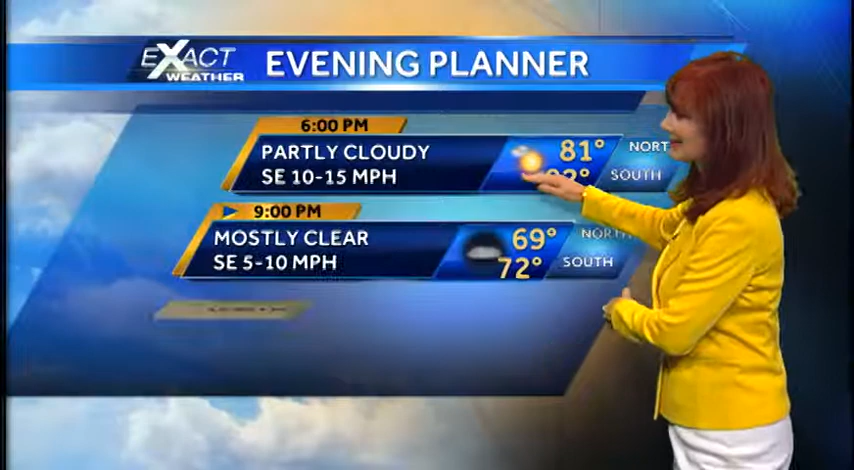 EXACT
WEATHER
EVENING PLANNER
6:00 PM
PARTLY CLOUDY
SE 10-15 MPH
81° NORT
SOUTH
9:00 PM
MOSTLY CLEAR
SE 5-10 MPH
69° NORTH
72° SOUTH